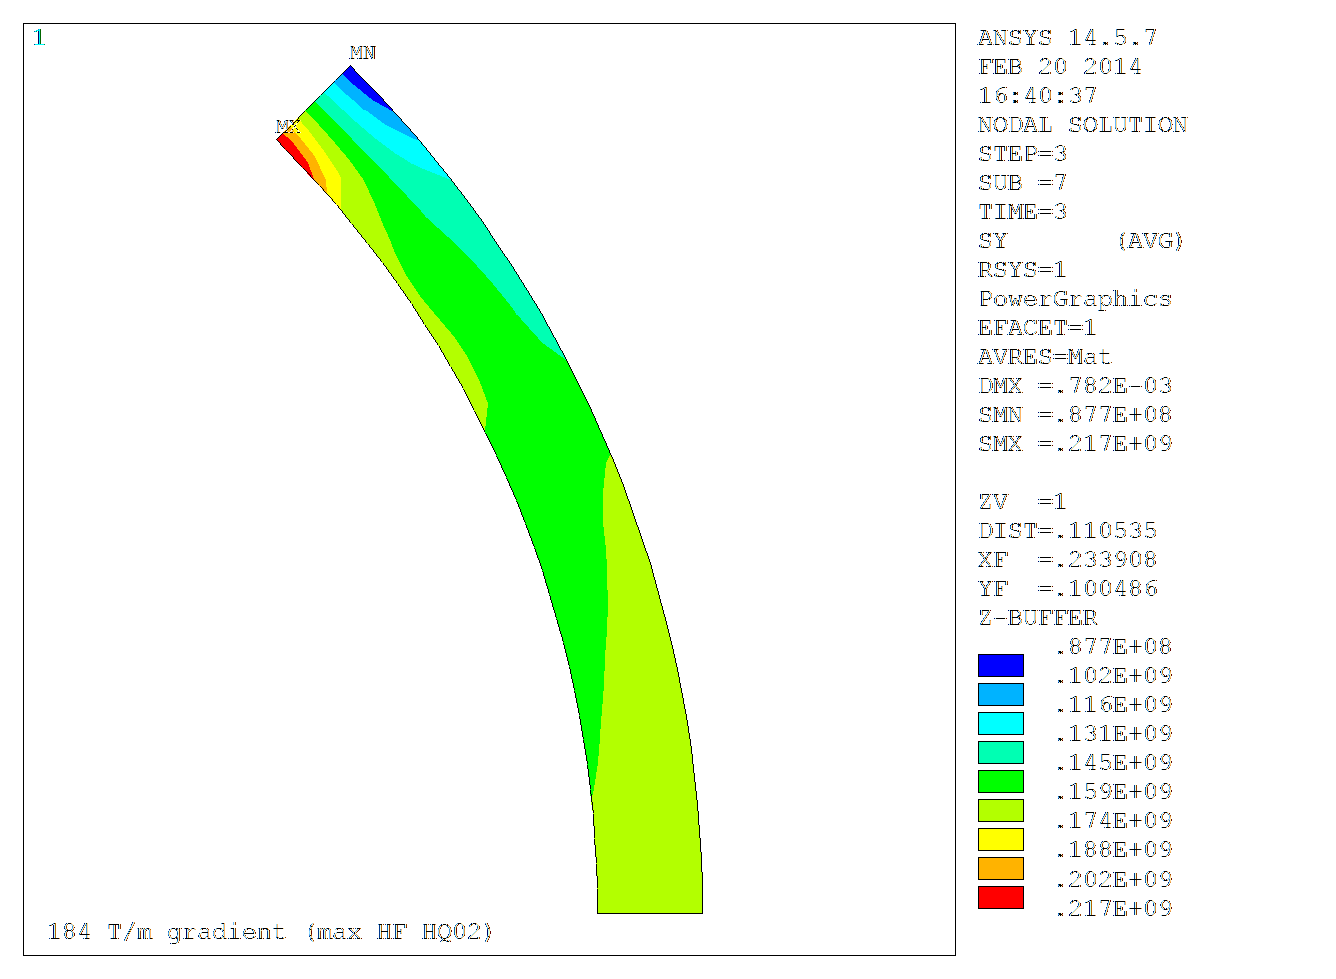 1
MN
MX
184 T/m gradient (max HF HQ02)
ANSYS 14.5.7
FEB 20 2014
16:40:37
NODAL SOLUTION
STEP=3
SUB =7
TIME=3
SY (AVG)
RSYS=1
PowerGraphics
EFACET=1
AVRES=Mat
DMX =.782E-03
SMN =.877E+08
SMX =.217E+09
ZV =1
DIST=.110535
XF =.233908
YF =.100486
Z-BUFFER
.877E+08
.102E+09
.116E+09
.131E+09
.145E+09
.159E+09
.174E+09
.188E+09
.202E+09
.217E+09